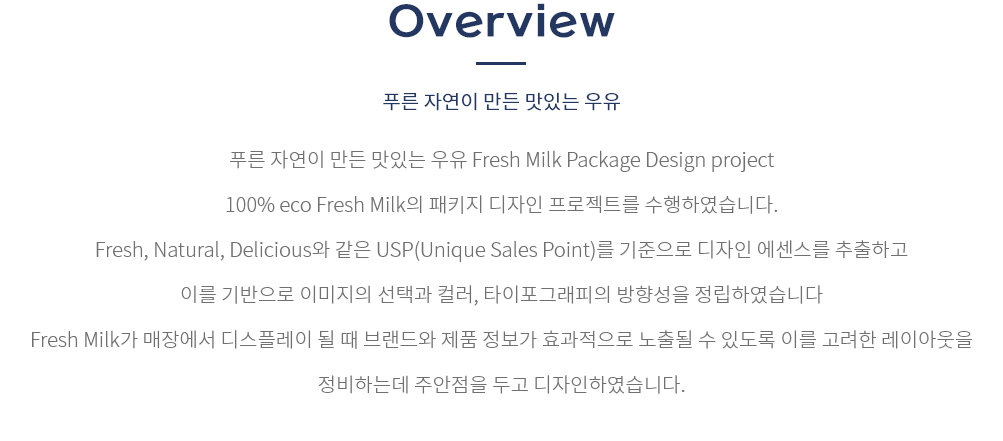 Overview
푸른 자연이 만든 맛있는 우유
푸른 자연이 만든 맛있는 우유 Fresh Milk Package Design project
100% eco Fresh Milk의 패키지 디자인 프로젝트를 수행하였습니다.
Fresh, Natural, Delicious와 같은 USP(Unique Sales Point)를 기준으로 디자인 에센스를 추출하고
이를 기반으로 이미지의 선택과 컬러, 타이포그래피의 방향성을 정립하였습니다
Fresh Milk가 매장에서 디스플레이 될 때 브랜드와 제품 정보가 효과적으로 노출될 수 있도록 이를 고려한 레이아웃을
정비하는데 주안점을 두고 디자인하였습니다.